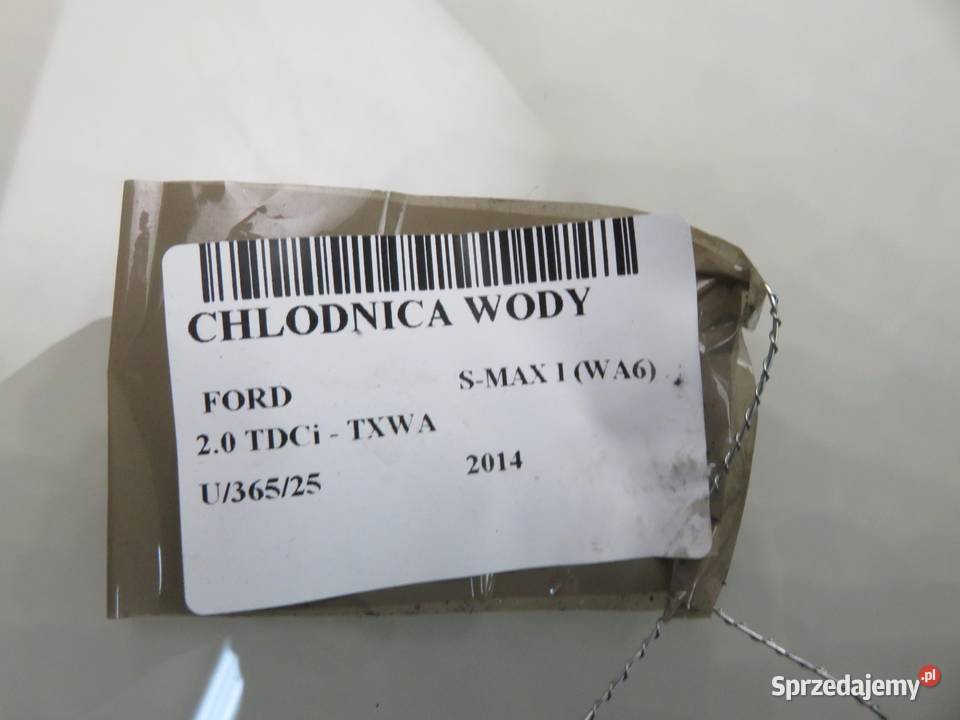 CHLODNICA WODY
FORD S-MAX I (WA6)
2.0 TDCi - TXWA
U/365/25 2014
Sprzedajemy.pl